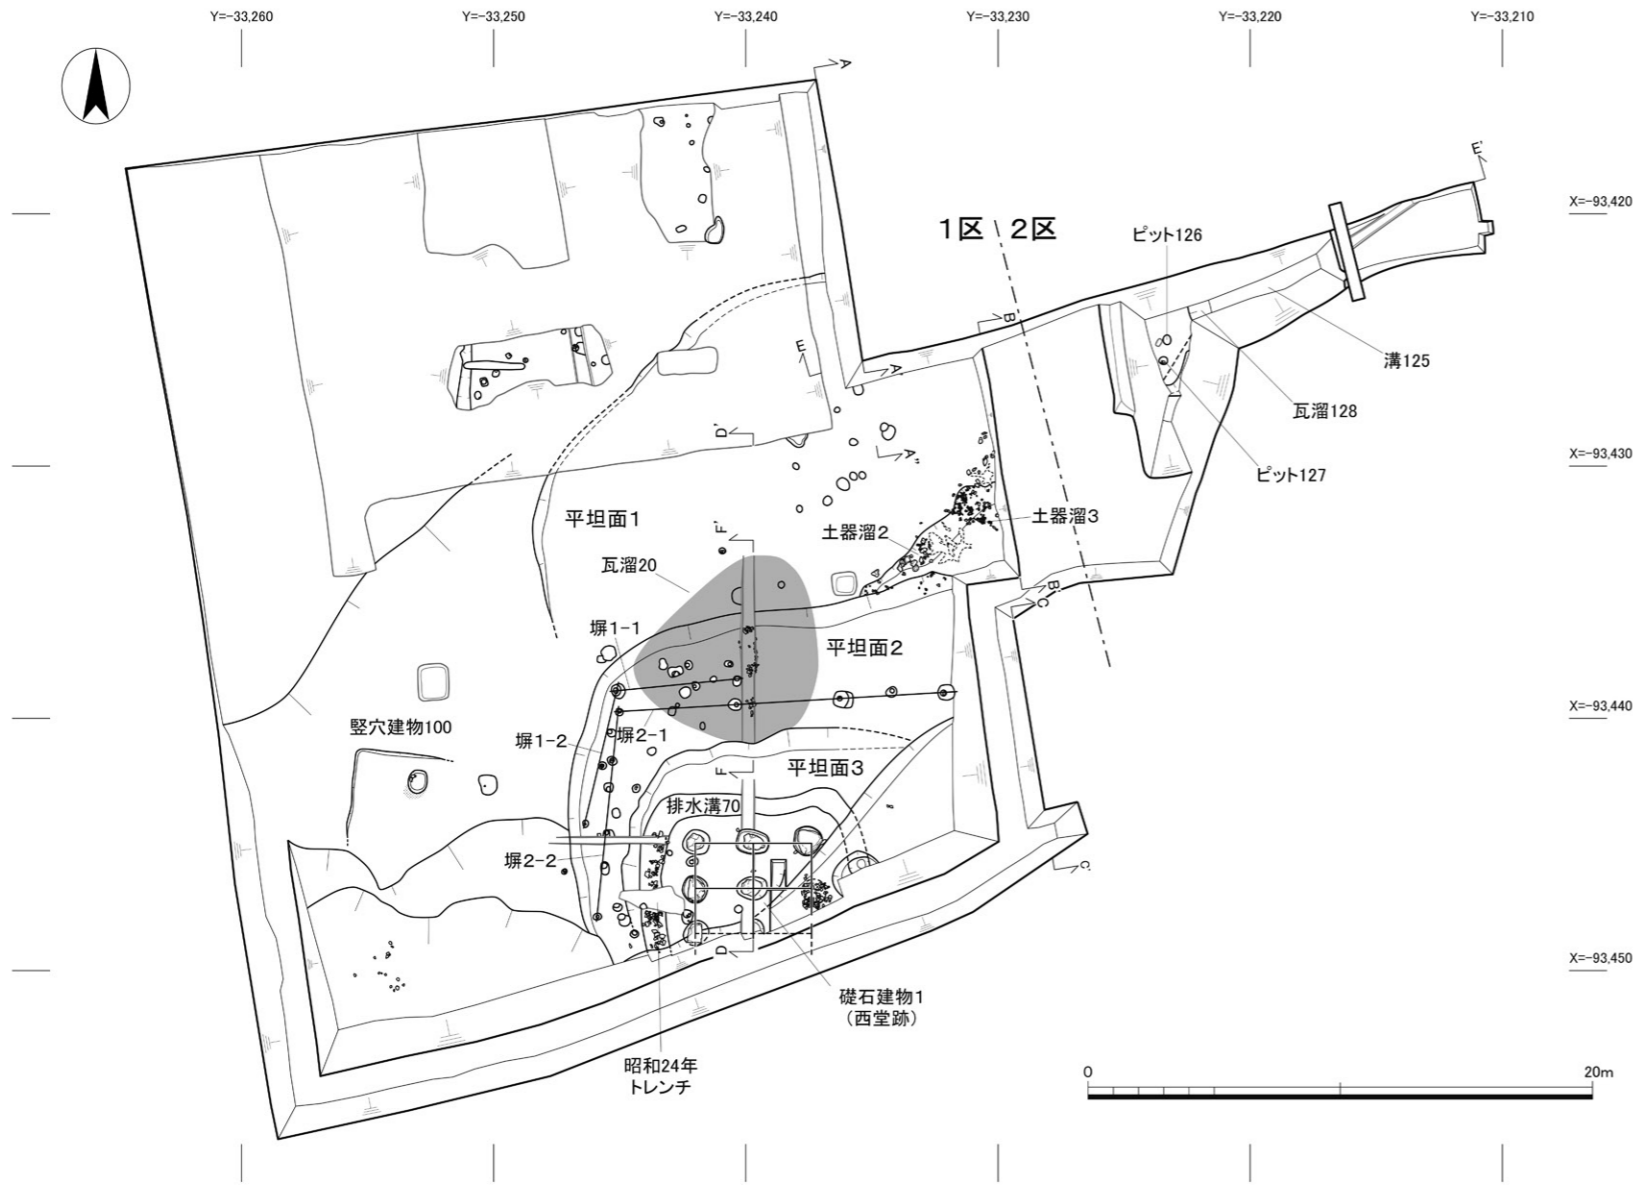 Y=-33,260
Y=-33,250
Y=-33,240
Y=-33,230
Y=-33,220
Y=-33,210
A
E'
X=-93,420
1区
2区
ピット126
B
E
A'
溝125
瓦溜128
D'
A"
X=-93,430
ピット127
平坦面1
F'
土器溜2
土器溜3
瓦溜20
B'
C
塀1-1
平坦面2
X=-93,440
竪穴建物100
塀1-2
塀2-1
F
平坦面3
排水溝70
塀2-2
C'
D
X=-93,450
礎石建物1
（西堂跡）
昭和24年
トレンチ
0
20m